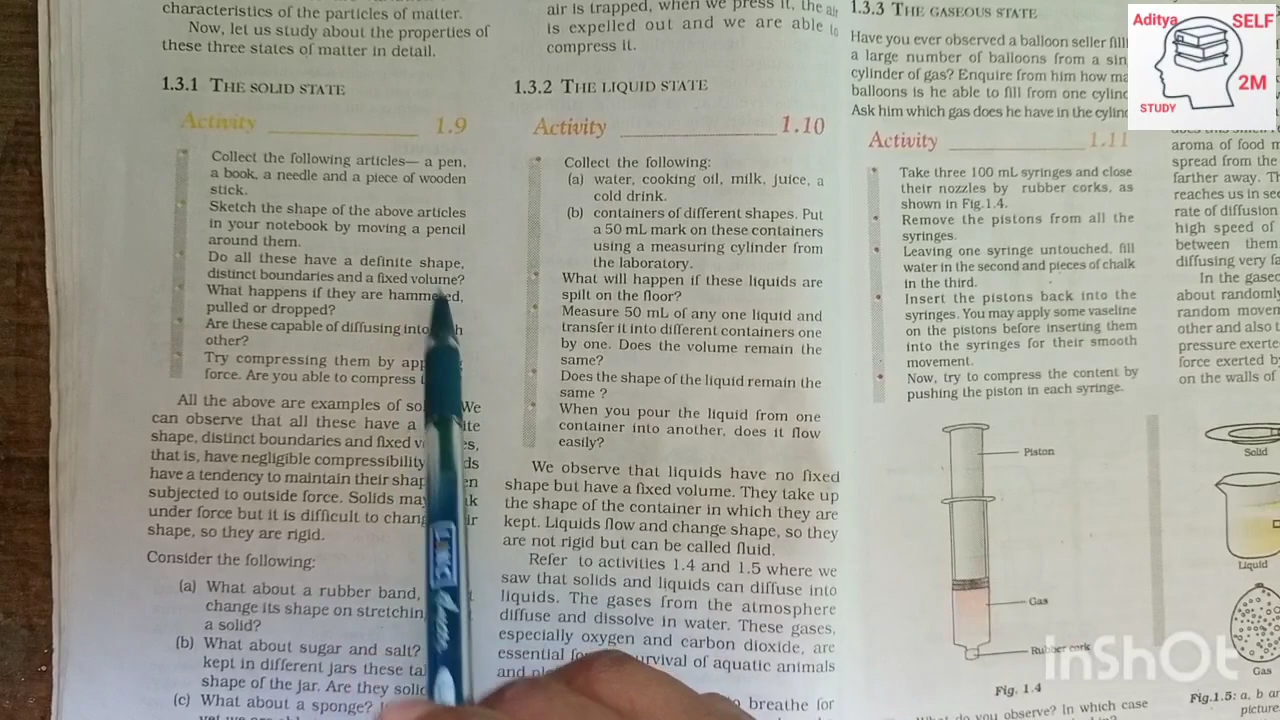 characteristics of the particles of matter.
Now, let us study about the properties of
these three states of matter in detail.
1.3.1 THE SOLID STATE
Activity 1.9
Collect the following articles— a pen,
a book, a needle and a piece of wooden
stick.
Sketch the shape of the above articles
in your notebook by moving a pencil
around them.
Do all these have a definite shape,
distinct boundaries and a fixed volume?
What happens if they are hammered,
pulled or dropped?
Are these capable of diffusing into
other?
Try compressing them by
force. Are you able to compress
All the above are examples of We
can observe that all these have a
shape, distinct boundaries and fixed
that is, have negligible compressibility
have a tendency to maintain their
subjected to outside force. Solids
under force but it is difficult to
shape, so they are rigid.
Consider the following:
(a) What about a rubber band,
change its shape on
a solid?
(b) What about sugar and salt?
kept in different jars these
shape of the jar. Are they
(c) What about a sponge?
air is trapped, when we press it, the air
is expelled out and we are able to
compress it.
1.3.2 THE LIQUID STATE
Activity 1.10
Collect the following:
(a) water, cooking oil, milk, juice, a
cold drink.
(b) containers of different shapes. Put
a 50 mL mark on these containers
using a measuring cylinder from
the laboratory.
What will happen if these liquids are
spilt on the floor?
Measure 50 mL of any one liquid and
transfer it into different containers one
by one. Does the volume remain the
same?
Does the shape of the liquid remain the
same ?
When you pour the liquid from one
container into another, does it flow
easily?
We observe that liquids have no fixed
shape but have a fixed volume. They take up
the shape of the container in which they are
kept. Liquids flow and change shape, so they
are not rigid but can be called fluid.
Refer to activities 1.4 and 1.5 where we
saw that solids and liquids can diffuse into
liquids. The gases from the atmosphere
diffuse and dissolve in water. These gases,
especially oxygen and carbon dioxide, are
essential survival of aquatic animals
and
breathe for
1.3.3 THE GASEOUS STATE
Have you ever observed a balloon seller
a large number of balloons from a
cylinder of gas? Enquire from him how
balloons is he able to fill from one
Ask him which gas does he have in the
Activity 1.11
Take three 100 mL syringes and close
their nozzles by rubber corks, as
shown in Fig.1.4.
Remove the pistons from all the
syringes.
Leaving one syringe untouched, fill
water in the second and pieces of chalk
in the third.
Insert the pistons back into the
syringes. You may apply some vaseline
on the pistons before inserting them
into the syringes for their smooth
movement.
Now, try to compress the content by
pushing the piston in each syringe.
Piston
Gas
Rubber cork
Fig. 1.4
you observe? In which case
aroma of food
spread from the
farther away.
reaches us in
rate of diffusion
high speed of
between them
diffusing very
In the
about randomly
random
other and also
pressure
force exerted
on the walls of
Solid
Liquid
Gas
Fig.1.5: a, b
Aditya
SELF
2M
STUDY
InShOt